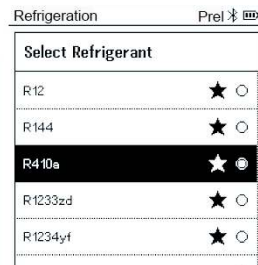 Refrigeration Prel
Select Refrigerant
R12
R144
R410a
R1233zd
R1234yf